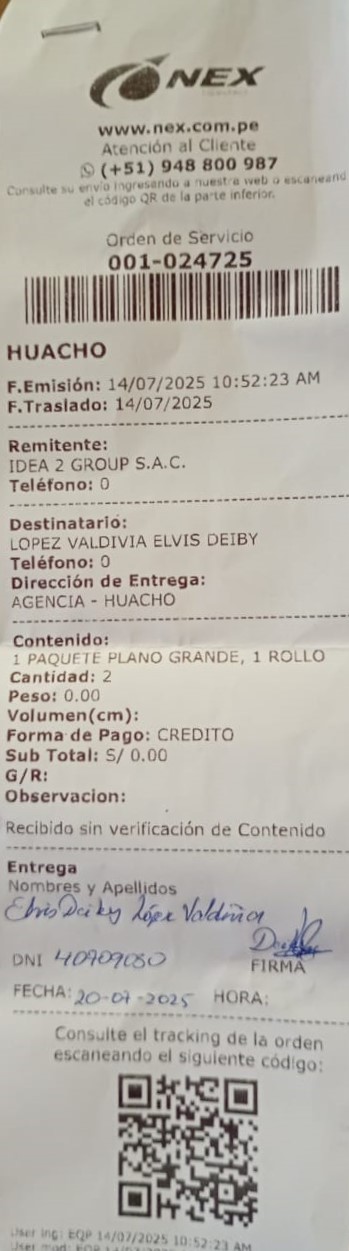 NEX
www.nex.com.pe
Atención al Cliente
(+51) 948 800 987
Consulte su envío ingresando a nuestra web o escaneand
el código QR de la parte inferior.
Orden de Servicio
001-024725
HUACHO
F.Emisión: 14/07/2025 10:52:23 AM
F.Traslado: 14/07/2025
Remitente:
IDEA 2 GROUP S.A.C.
Teléfono: 0
Destinatario:
LOPEZ VALDIVIA ELVIS DEIBY
Teléfono: 0
Dirección de Entrega:
AGENCIA - HUACHO
Contenido:
1 PAQUETE PLANO GRANDE, 1 ROLLO
Cantidad: 2
Peso: 0.00
Volumen(cm):
Forma de Pago: CREDITO
Sub Total: S/ 0.00
G/R:
Observacion:
Recibido sin verificación de Contenido
Entrega
Nombres y Apellidos
Elvis Deiby López Valdivia
DNI 40909080
FIRMA
FECHA: 20-07-2025 HORA:
Consulte el tracking de la orden
escaneando el siguiente código:
User ing: EQP 14/07/2025 10:52:23 AM